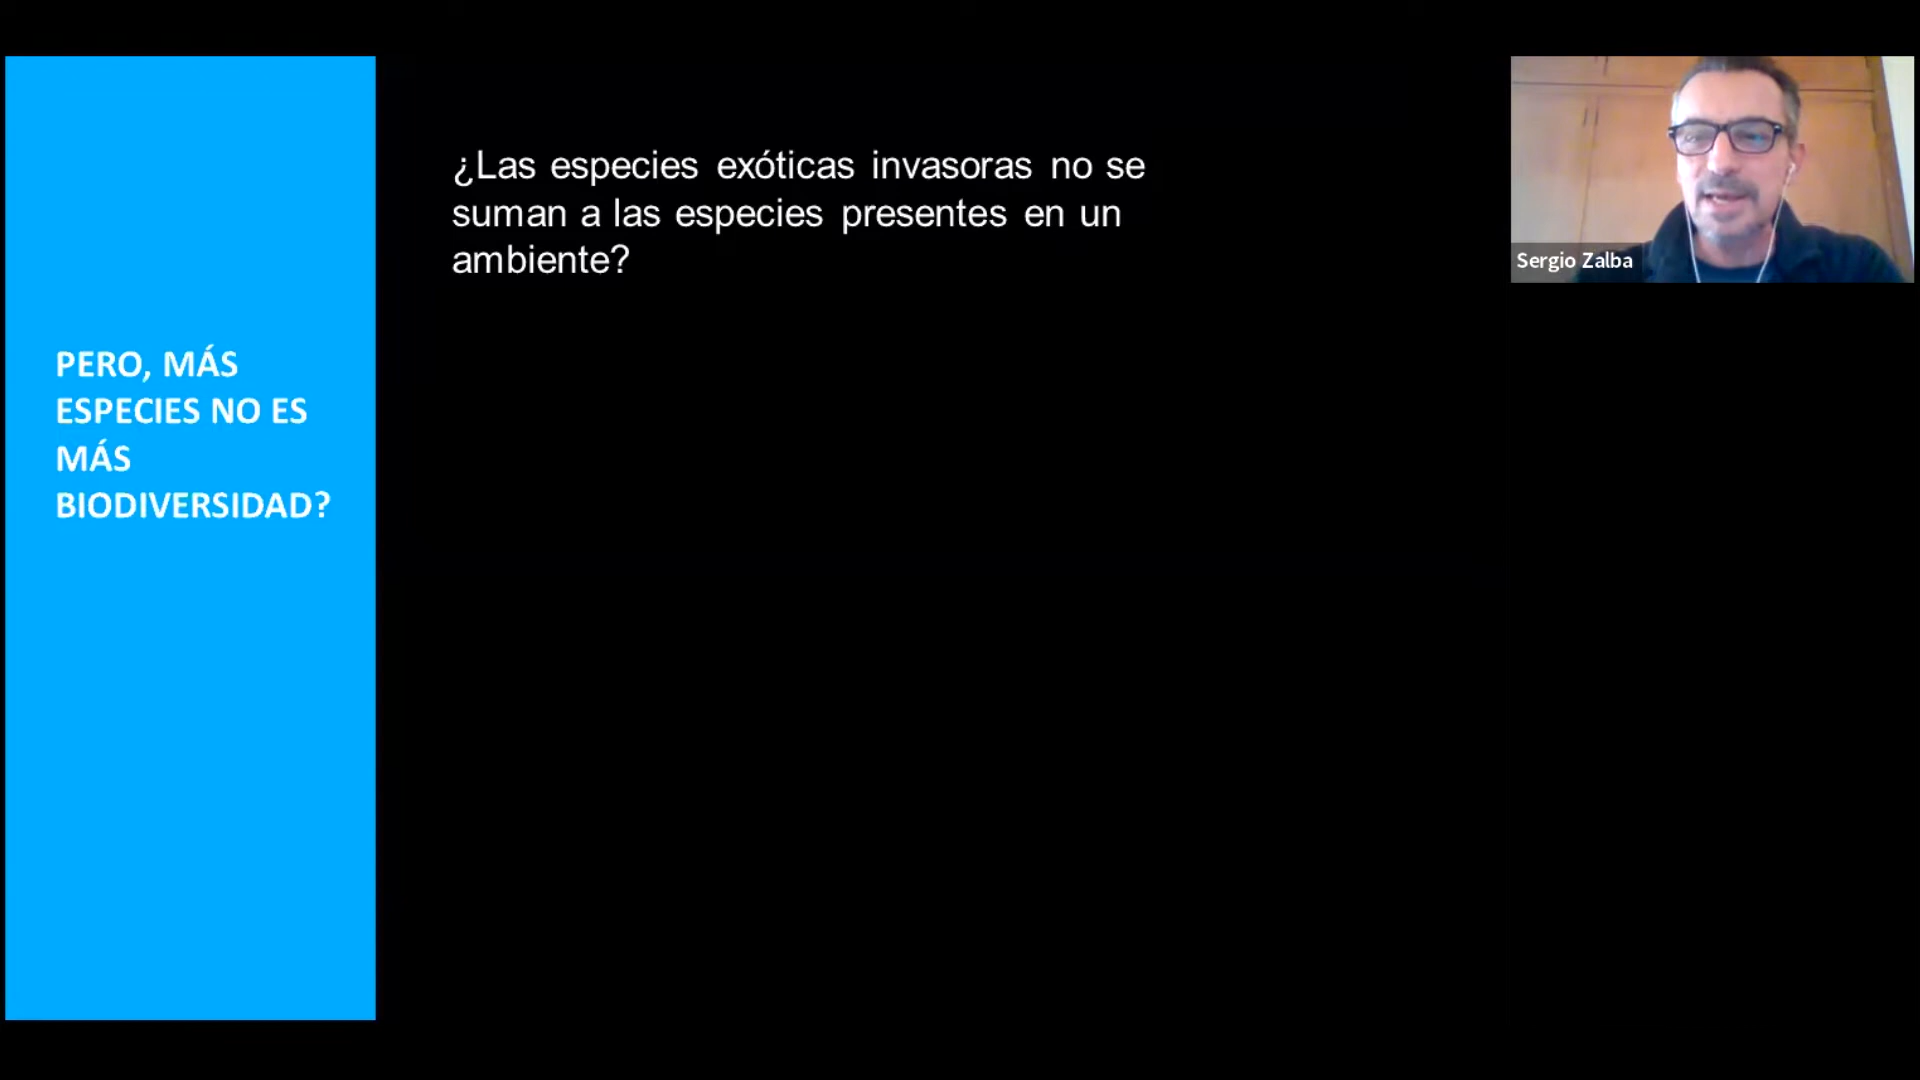 PERO, MÁS
ESPECIES NO ES
MÁS
BIODIVERSIDAD?
¿Las especies exóticas invasoras no se
suman a las especies presentes en un
ambiente?
Sergio Zalba